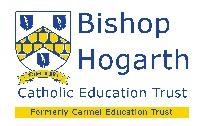 Bishop
Hogarth
Catholic Education Trust
Formerly Carmel Education Trust